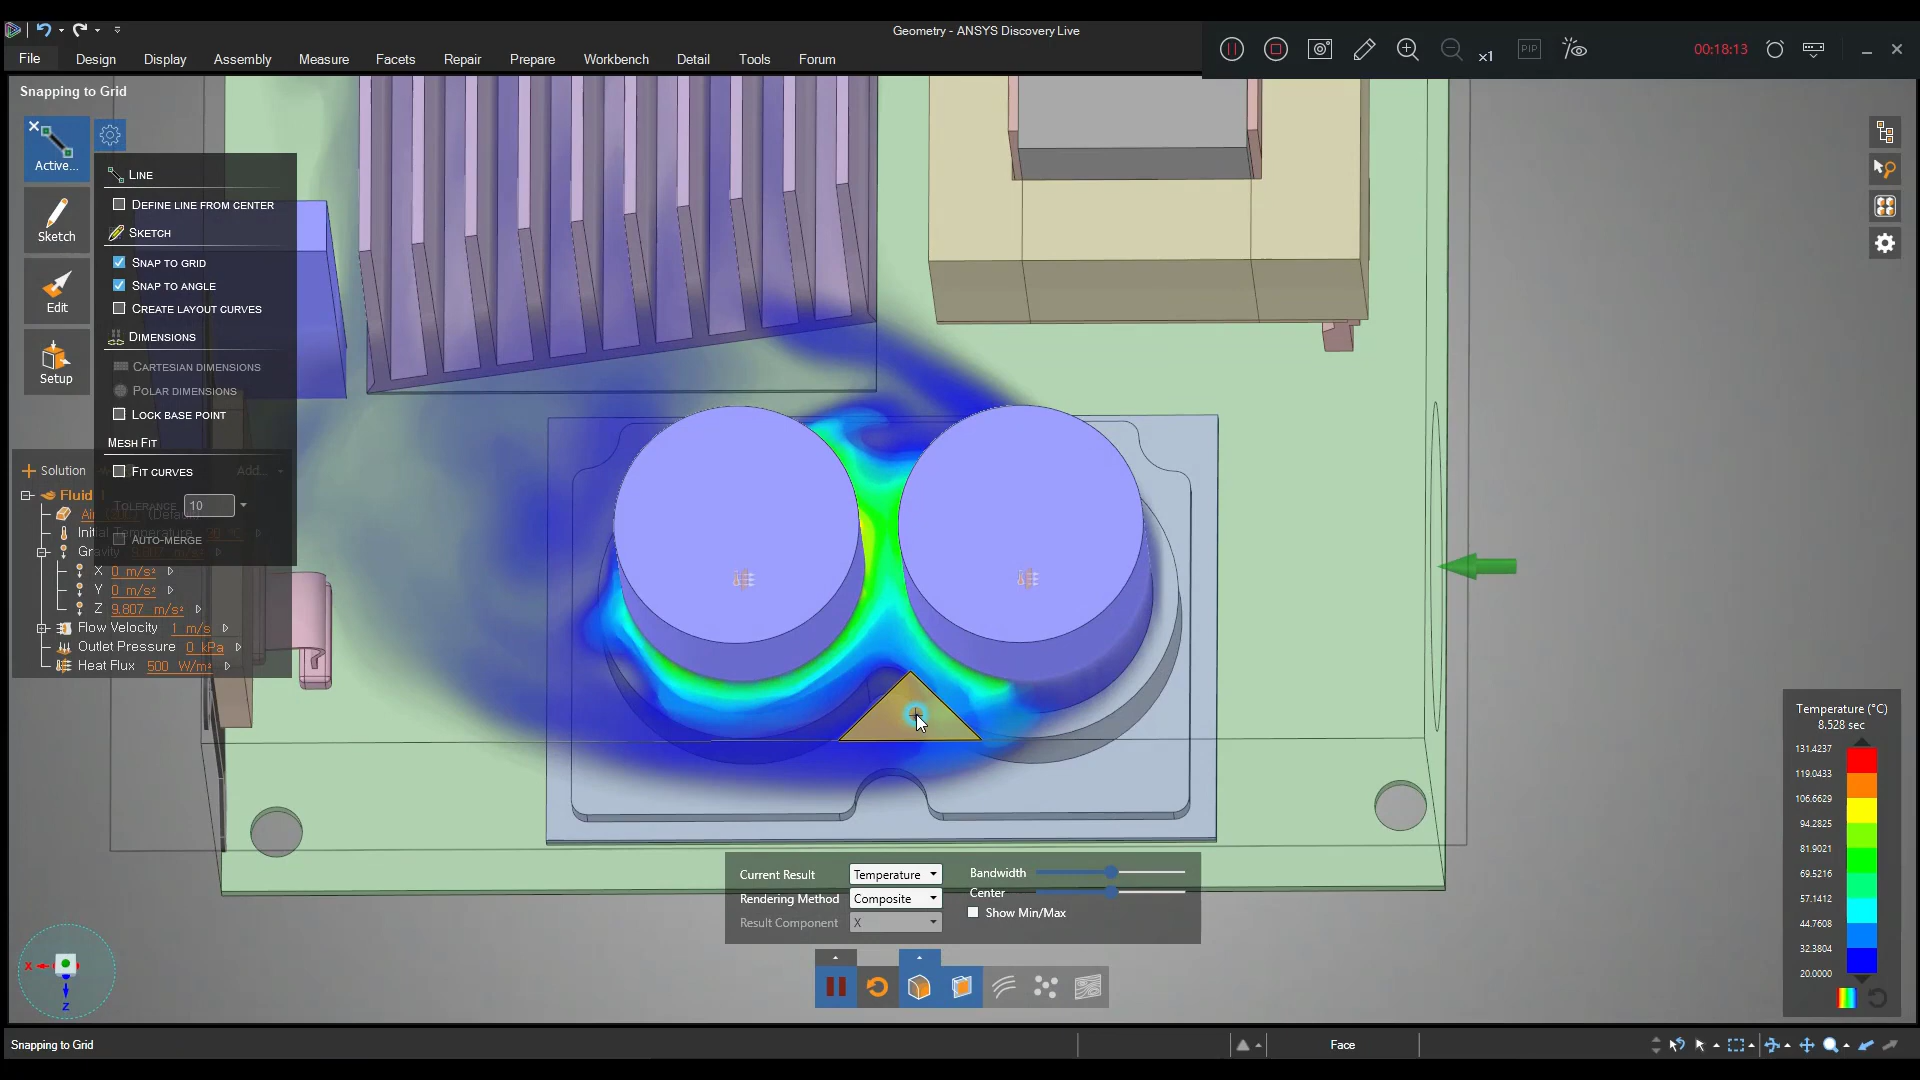 Geometry - ANSYS Discovery Live
File Design Display Assembly Measure Facets Repair Prepare Workbench Detail Tools Forum
x1 PIP 00:18:13
Snapping to Grid
Active...
Sketch
Edit
Setup
LINE
DEFINE LINE FROM CENTER
SKETCH
SNAP TO GRID
SNAP TO ANGLE
CREATE LAYOUT CURVES
DIMENSIONS
CARTESIAN DIMENSIONS
POLAR DIMENSIONS
LOCK BASE POINT
MESH FIT
FIT CURVES
TOLERANCE 10
AUTO-MERGE
Solution Add...
Fluid 1
Initial Temperature
Gravity
X 0 m/s²
Y 0 m/s²
Z 9.807 m/s²
Flow Velocity 1 m/s
Outlet Pressure 0 kPa
Heat Flux 500 W/m²
Temperature (°C)
8.528 sec
131.4237
119.0433
106.6629
94.2825
81.9021
69.5216
57.1412
44.7608
32.3804
20.0000
Current Result Temperature Bandwidth
Rendering Method Composite Center
Result Component X Show Min/Max
X
Z
Snapping to Grid Face